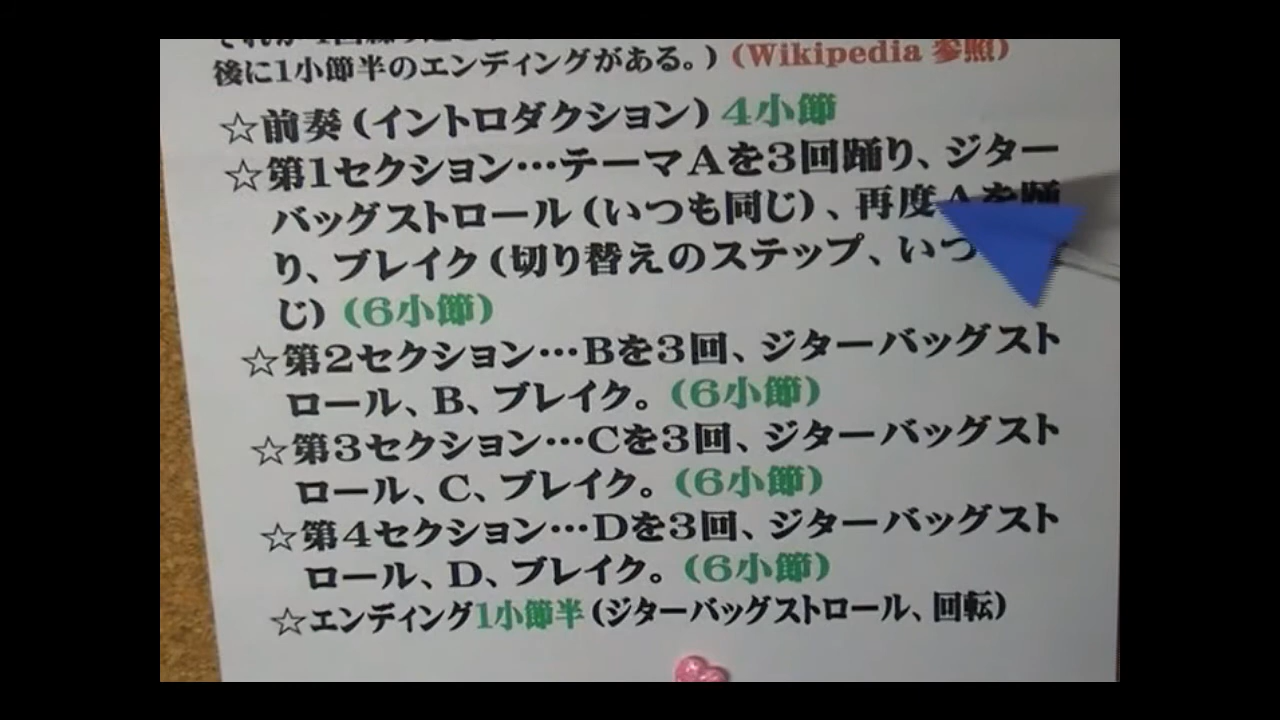 後に1小節半のエンディングがある。)(Wikipedia 参照)
☆前奏(イントロダクション)4小節
☆第1セクション…テーマAを3回踊り、ジター
バッグストロール(いつも同じ)、再度Aを踊
り、ブレイク(切り替えのステップ、いつ
じ)(6小節)
☆第2セクション…Bを3回、ジターバッグスト
ロール、B、ブレイク。(6小節)
☆第3セクション…Cを3回、ジターバッグスト
ロール、C、ブレイク。(6小節)
☆第4セクション…Dを3回、ジターバッグスト
ロール、D、ブレイク。(6小節)
☆エンディング1小節半(ジターバッグストロール、回転)